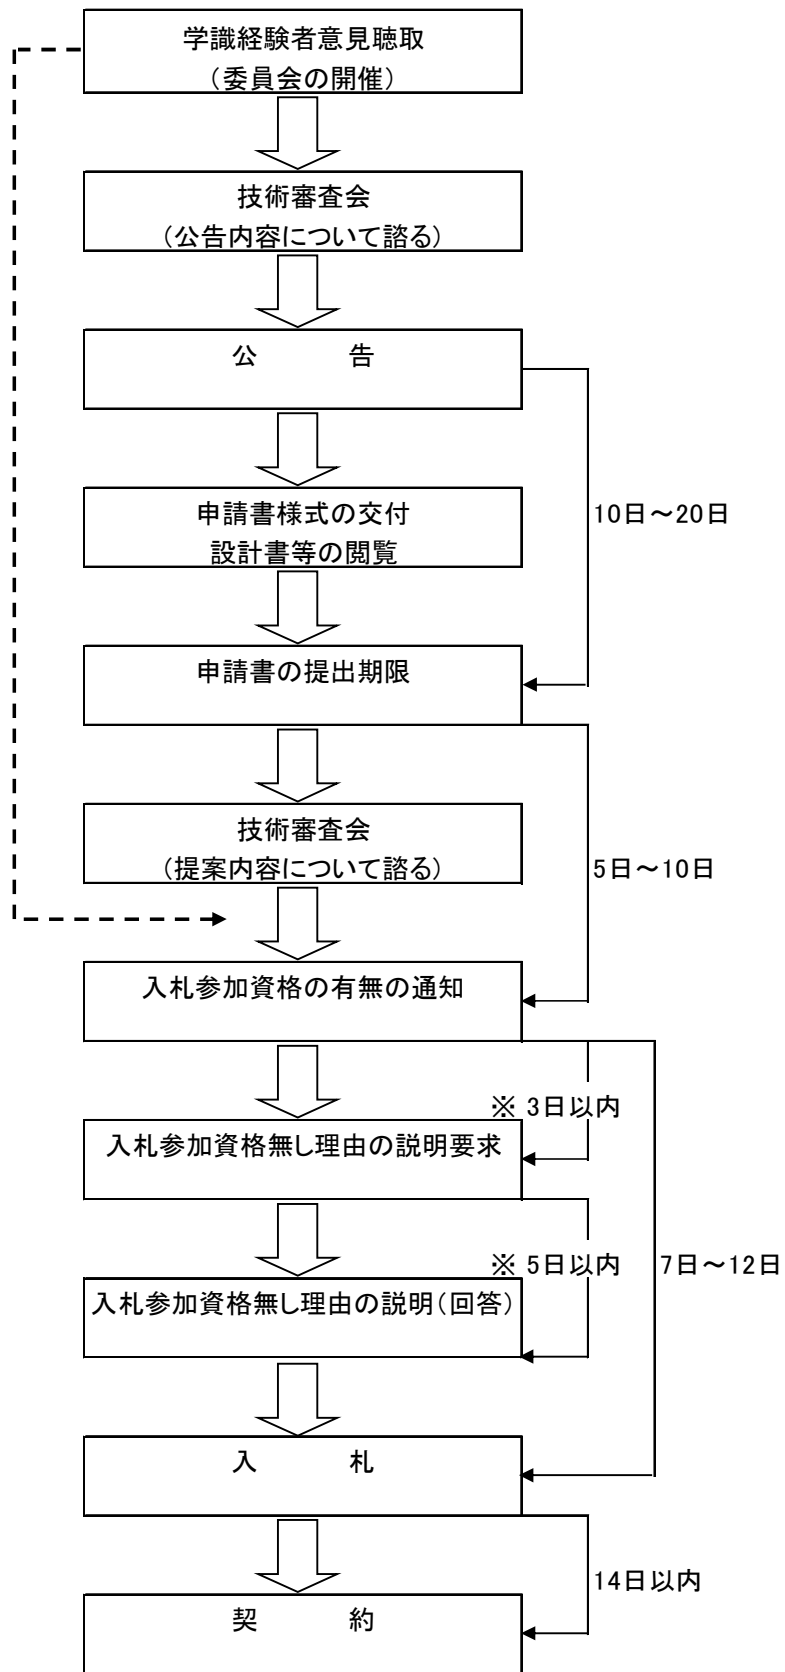 学識経験者意見聴取
（委員会の開催）
技術審査会
（公告内容について諮る）
公　　　告
申請書様式の交付
設計書等の閲覧
10日～20日
申請書の提出期限
技術審査会
（提案内容について諮る）
5日～10日
入札参加資格の有無の通知
※ 3日以内
入札参加資格無し理由の説明要求
※ 5日以内
7日～12日
入札参加資格無し理由の説明（回答）
入　　　札
14日以内
契　　　約